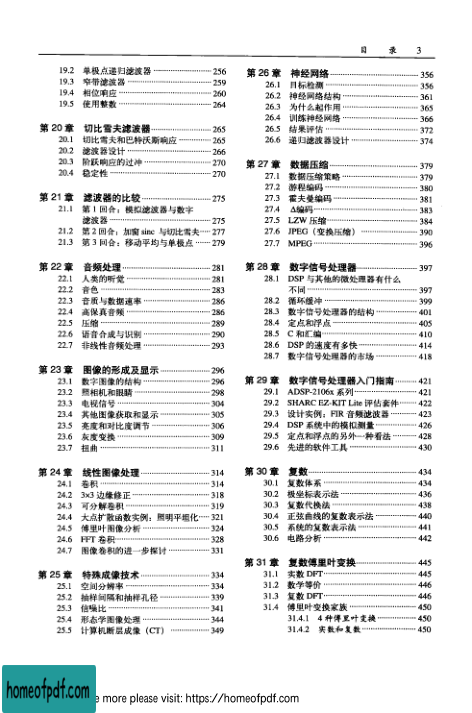 目 录 3
19.2 单极点递归滤波器 256
19.3 窄带滤波器 259
19.4 相位响应 260
19.5 使用整数 264
第 20 章 切比雪夫滤波器 265
20.1 切比雪夫和巴特沃斯响应 265
20.2 滤波器设计 266
20.3 阶跃响应的过冲 270
20.4 稳定性 270
第 21 章 滤波器的比较 275
21.1 第 1 回合：模拟滤波器与数字
滤波器 275
21.2 第 2 回合：加窗 sinc 与切比雪夫 277
21.3 第 3 回合：移动平均与单极点 279
第 22 章 音频处理 281
22.1 人类的听觉 281
22.2 音色 283
22.3 音质与数据速率 286
22.4 高保真音频 286
22.5 压缩 289
22.6 语音合成与识别 290
22.7 非线性音频处理 293
第 23 章 图像的形成及显示 296
23.1 数字图像的结构 296
23.2 照相机和眼睛 298
23.3 电视信号 304
23.4 其他图像获取和显示 305
23.5 亮度和对比度调节 306
23.6 灰度变换 309
23.7 扭曲 311
第 24 章 线性图像处理 314
24.1 卷积 314
24.2 3×3 边缘修正 318
24.3 可分解卷积 319
24.4 大点扩散函数实例：照明平坦化 321
24.5 傅里叶图像分析 324
24.6 FFT 卷积 328
24.7 图像卷积的进一步探讨 331
第 25 章 特殊成像技术 334
25.1 空间分辨率 334
25.2 抽样间隔和抽样孔径 339
25.3 信噪比 341
25.4 形态学图像处理 344
25.5 计算机断层成像（CT） 349
第 26 章 神经网络 356
26.1 目标检测 356
26.2 神经网络结构 361
26.3 为什么起作用 365
26.4 训练神经网络 366
26.5 结果评估 372
26.6 递归滤波器设计 374
第 27 章 数据压缩 379
27.1 数据压缩策略 379
27.2 游程编码 380
27.3 霍夫曼编码 381
27.4 Δ编码 383
27.5 LZW 压缩 384
27.6 JPEG（变换压缩） 390
27.7 MPEG 396
第 28 章 数字信号处理器 397
28.1 DSP 与其他的微处理器有什么
不同 397
28.2 循环缓冲 399
28.3 数字信号处理器的结构 401
28.4 定点和浮点 405
28.5 C 和汇编 410
28.6 DSP 的速度有多快 414
28.7 数字信号处理器的市场 418
第 29 章 数字信号处理器入门指南 421
29.1 ADSP-2106x 系列 421
29.2 SHARC EZ-KIT Lite 评估套件 422
29.3 设计实例：FIR 音频滤波器 423
29.4 DSP 系统中的模拟测量 426
29.5 定点和浮点的另外一种看法 428
29.6 先进的软件工具 430
第 30 章 复数 434
30.1 复数体系 434
30.2 极坐标表示法 436
30.3 复数代换法 438
30.4 正弦曲线的复数表示 440
30.5 系统的复数表示法 441
30.6 电路分析 442
第 31 章 复数傅里叶变换 445
31.1 实数 DFT 445
31.2 数学等价 446
31.3 复数 DFT 446
31.4 傅里叶变换家族 450
31.4.1 4 种傅里叶变换 450
31.4.2 实数和复数 450
homeofpdf.com
e more please visit: https://homeofpdf.com